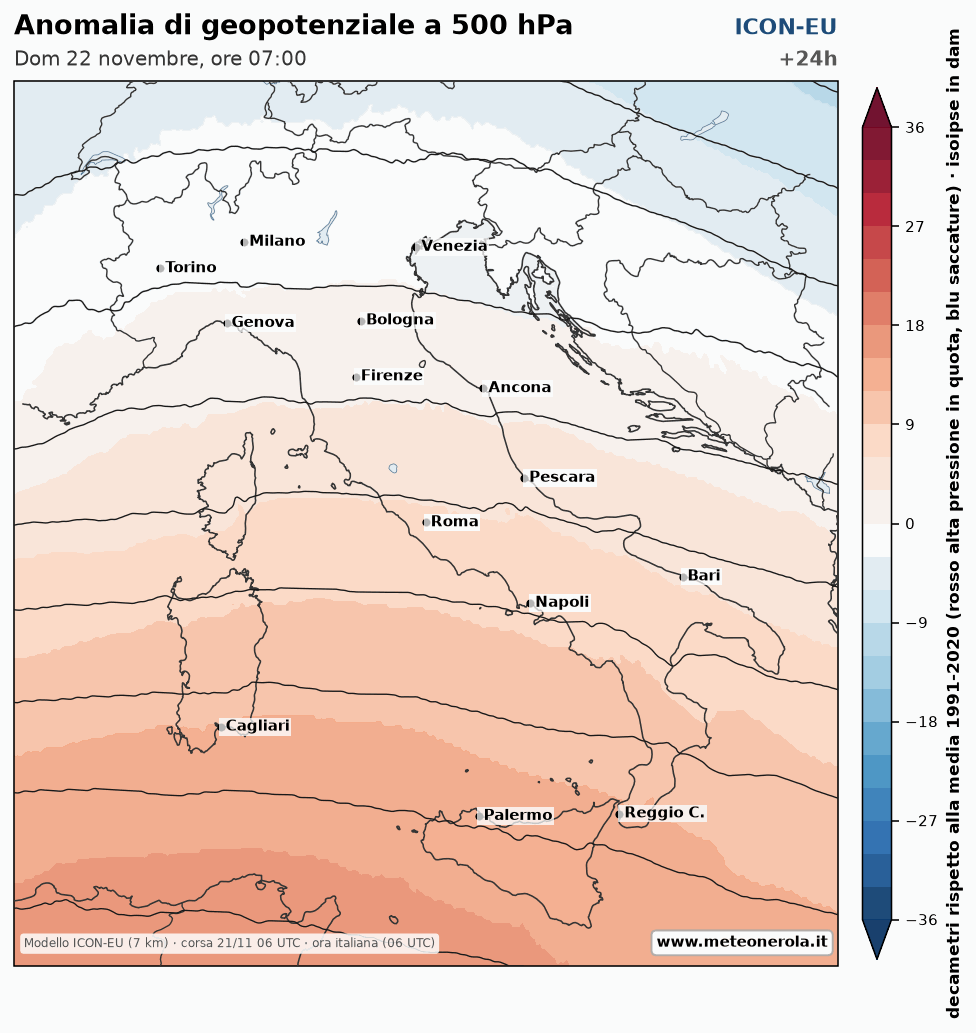 Anomalia di geopotenziale a 500 hPa
ICON-EU
Dom 22 novembre, ore 07:00
+24h
Milano
Venezia
Torino
Genova
Bologna
Firenze
Ancona
Pescara
Roma
Bari
Napoli
Cagliari
Palermo
Reggio C.
Modello ICON-EU (7 km) · corsa 21/11 06 UTC · ora italiana (06 UTC)
www.meteonerola.it
36
27
18
9
0
−9
−18
−27
−36
decametri rispetto alla media 1991-2020 (rosso alta pressione in quota, blu saccature) · isoipse in dam